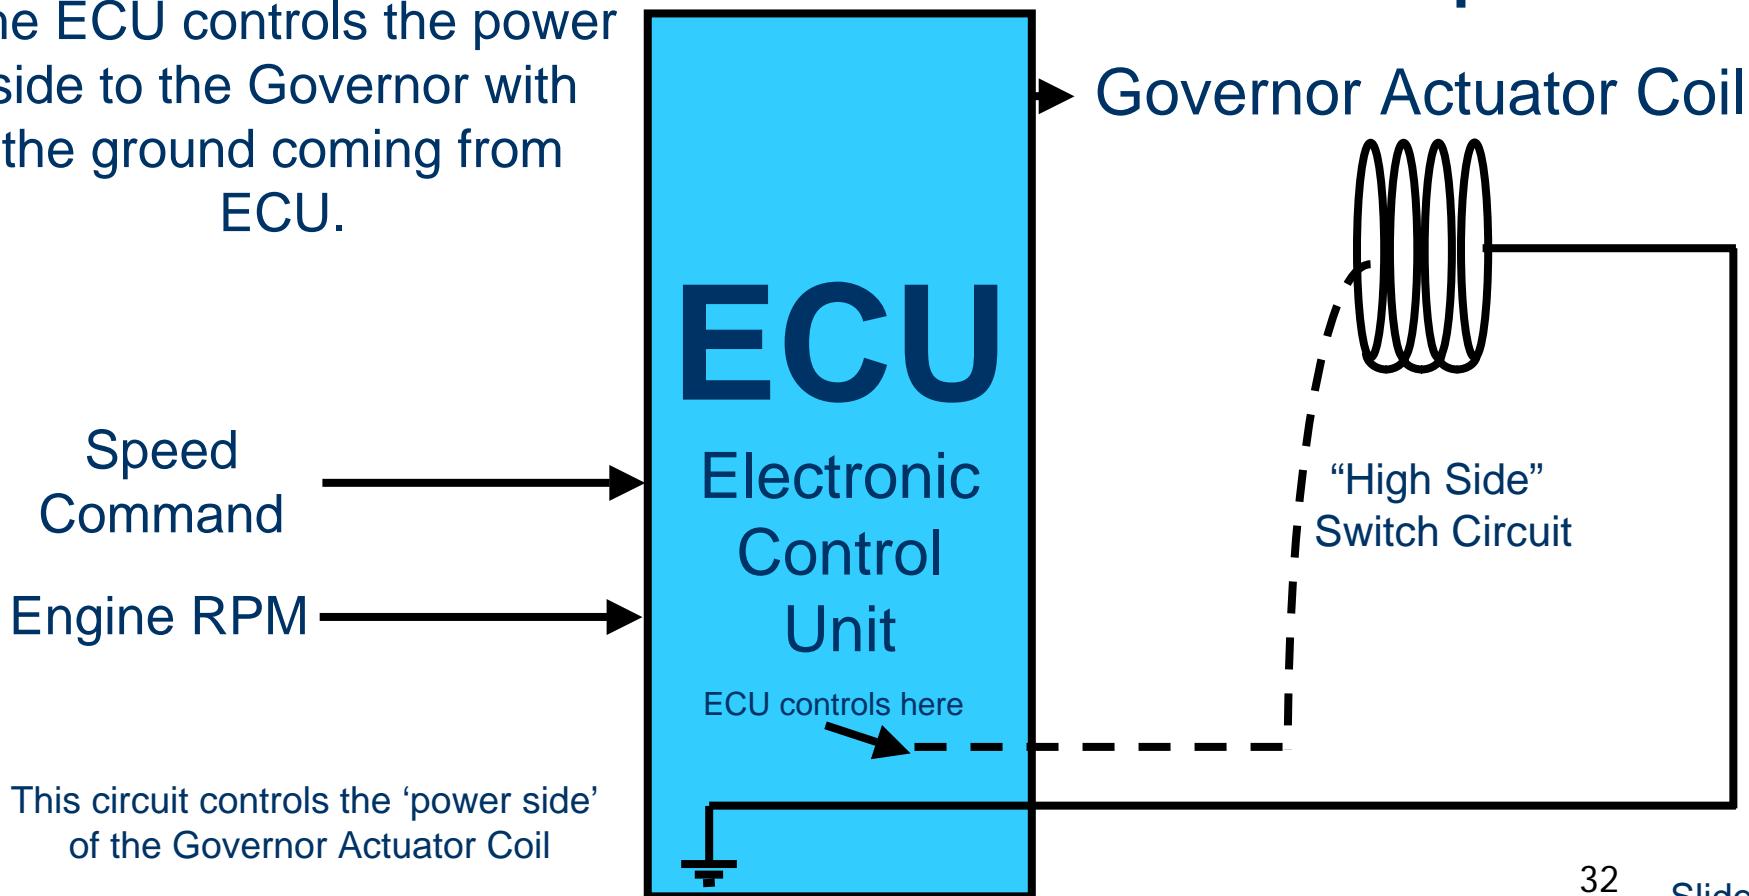 ne ECU controls the power
side to the Governor with
the ground coming from
ECU.
Governor Actuator Coil
ECU
Electronic
Control
Unit
ECU controls here
Speed
Command
Engine RPM
“High Side”
Switch Circuit
This circuit controls the ‘power side’
of the Governor Actuator Coil
32